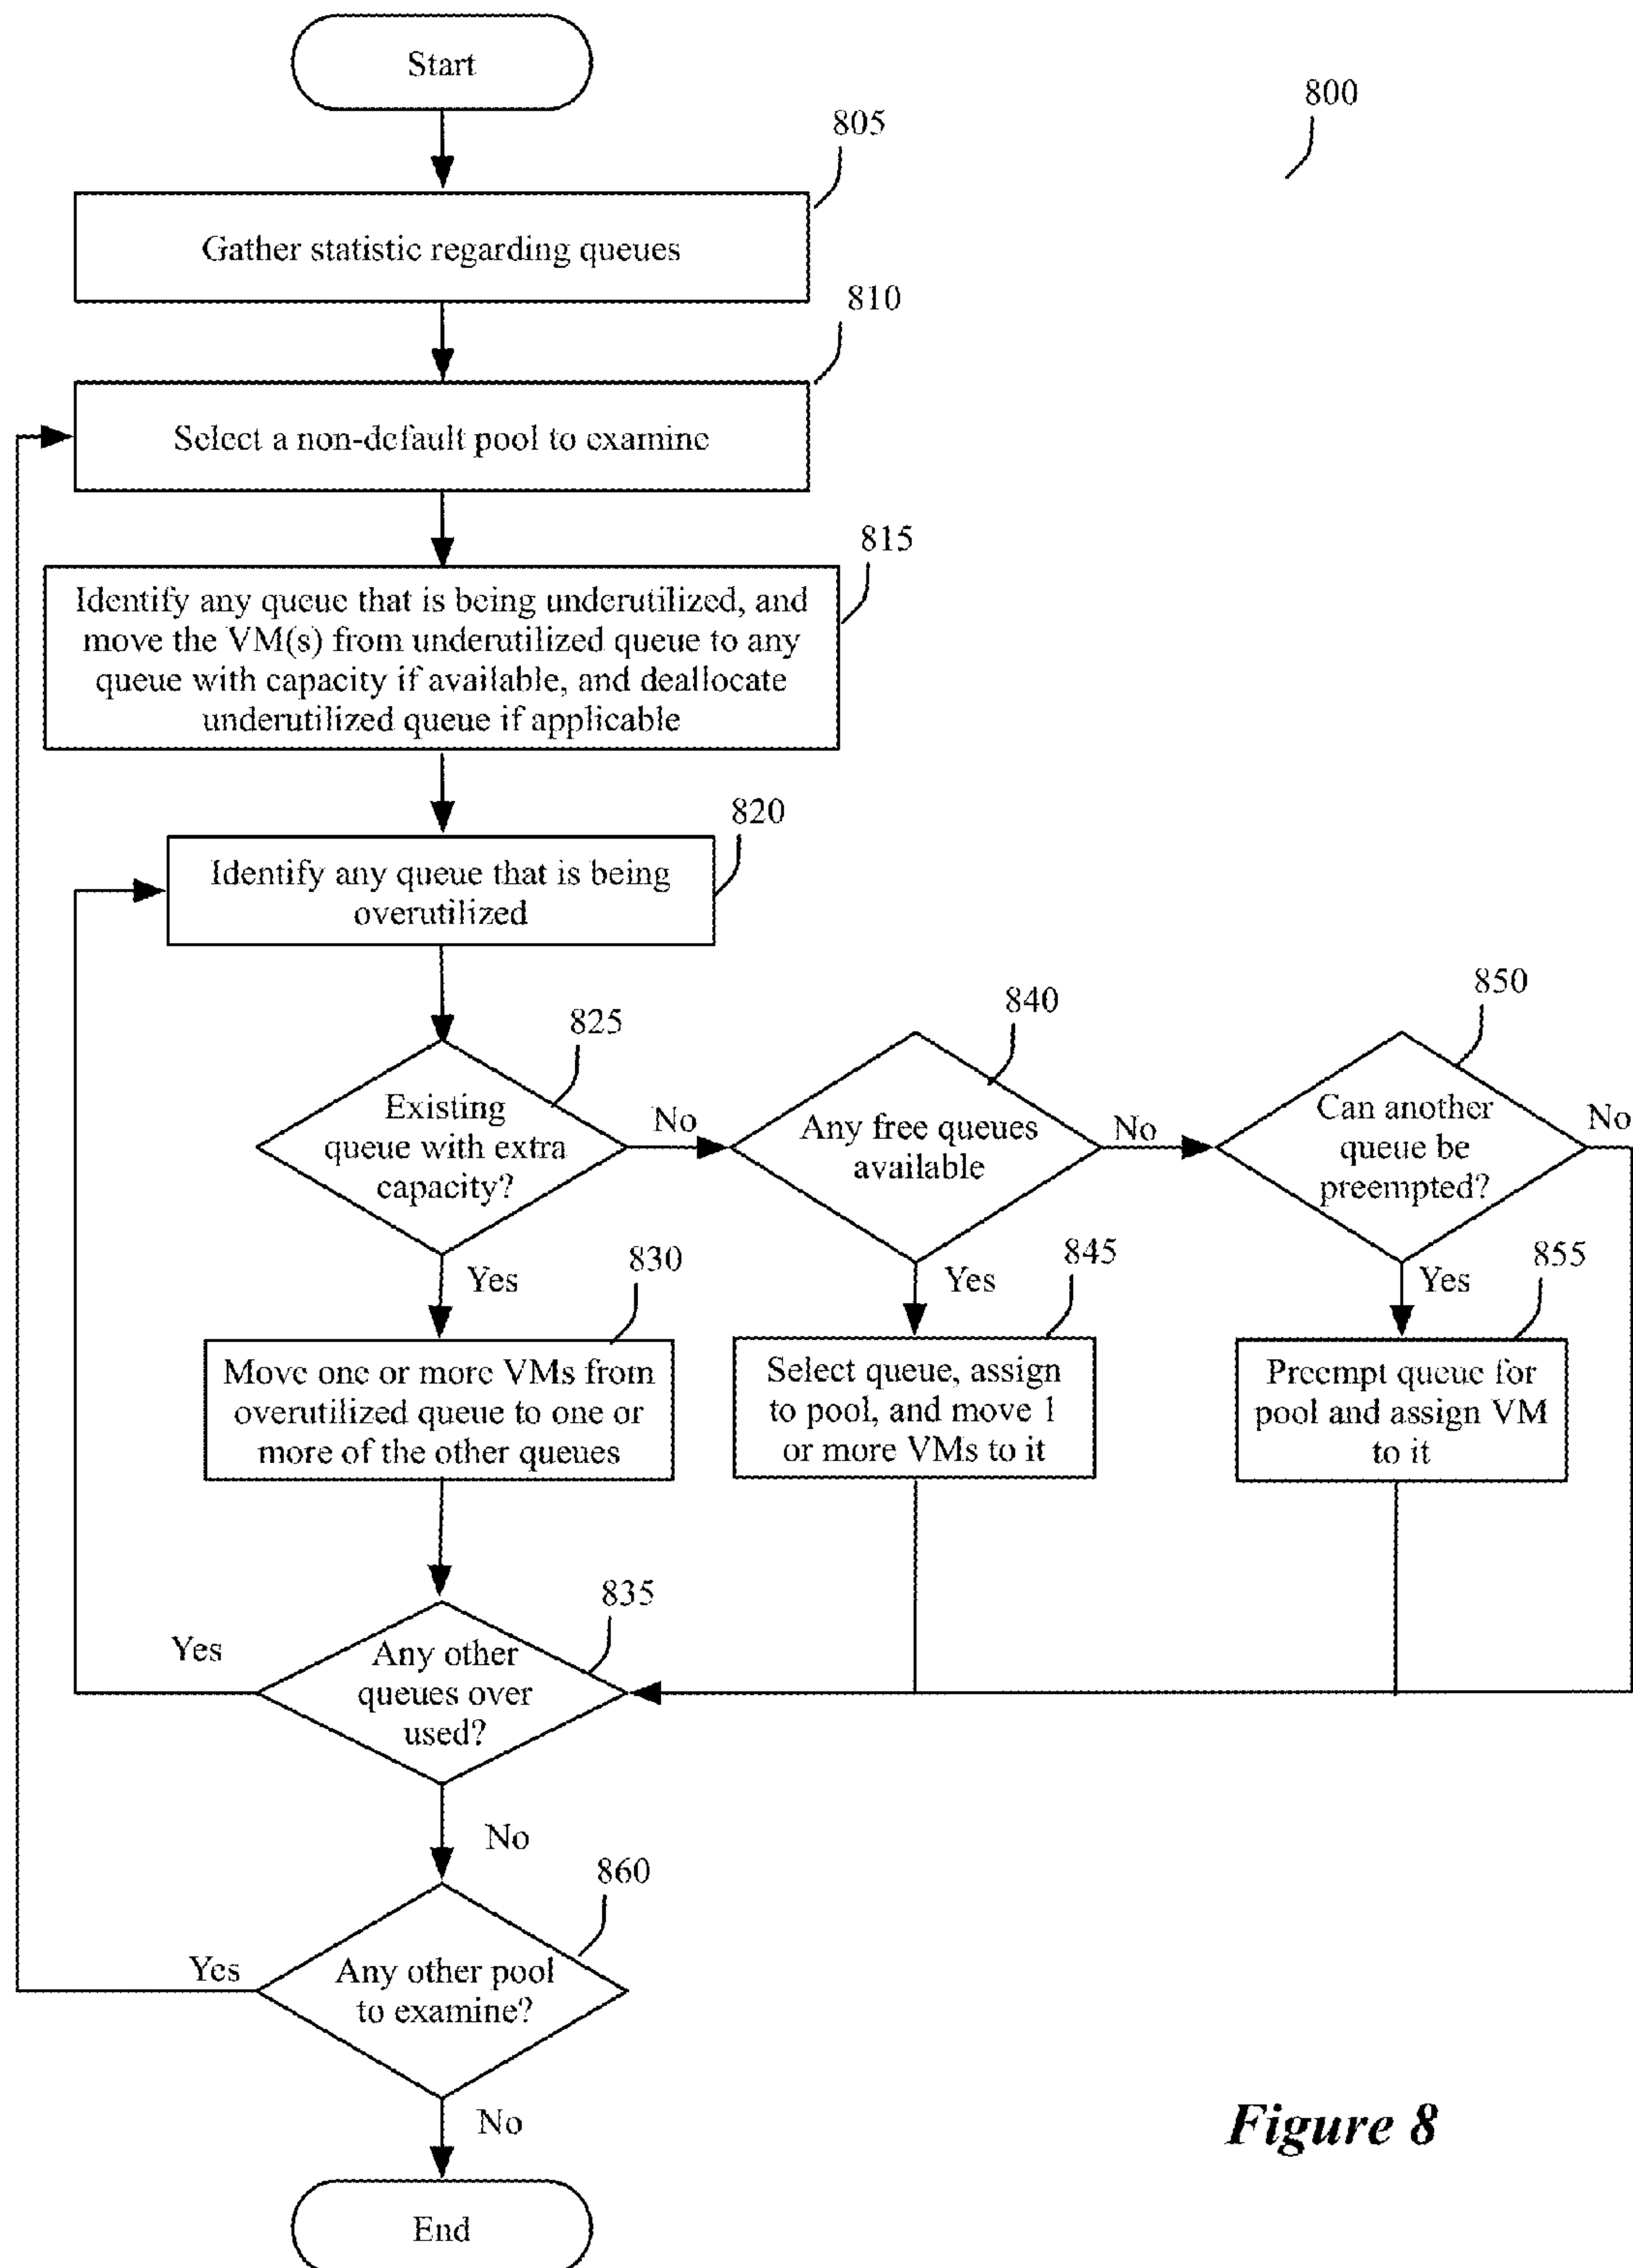 Start
800
805
Gather statistic regarding queues
810
Select a non-default pool to examine
815
Identify any queue that is being underutilized, and
move the VM(s) from underutilized queue to any
queue with capacity if available, and deallocate
underutilized queue if applicable
820
Identify any queue that is being
overutilized
825
Existing
queue with extra
capacity?
No
840
Any free queues
available
No
850
Can another
queue be
preempted?
No
Yes
830
Move one or more VMs from
overutilized queue to one or
more of the other queues
Yes
845
Select queue, assign
to pool, and move 1
or more VMs to it
Yes
855
Preempt queue for
pool and assign VM
to it
835
Any other
queues over
used?
Yes
No
860
Any other pool
to examine?
Yes
No
End
Figure 8